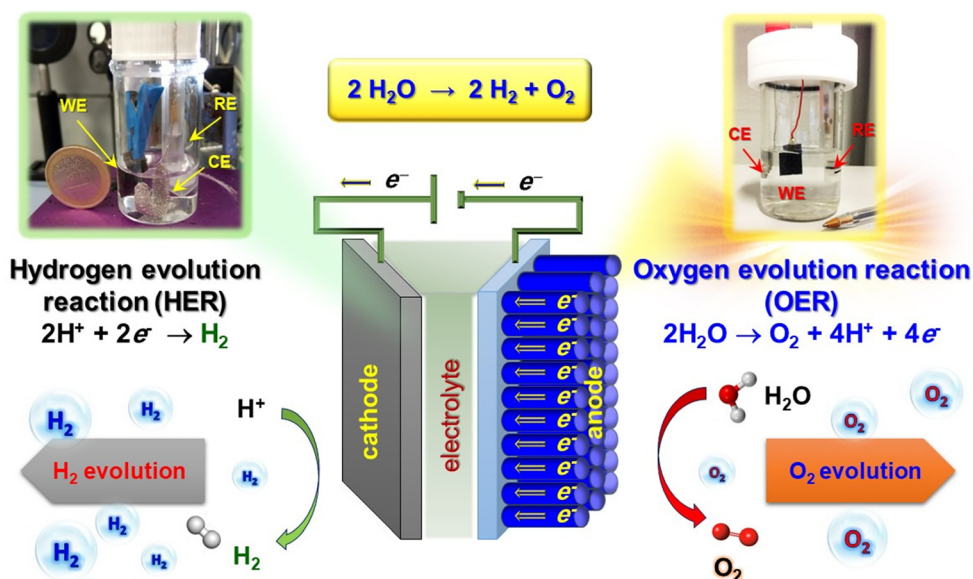 WE
RE
CE
2 H₂O → 2 H₂ + O₂
CE
RE
WE
e⁻
e⁻
Hydrogen evolution
reaction (HER)
2H⁺ + 2e⁻ → H₂
Oxygen evolution reaction
(OER)
2H₂O → O₂ + 4H⁺ + 4e⁻
cathode
electrolyte
anode
e⁻
e⁻
e⁻
e⁻
e⁻
e⁻
e⁻
e⁻
e⁻
e⁻
H₂
H₂
H⁺
H₂ evolution
H₂
H₂
H₂
H₂
H₂
H₂O
O₂
O₂
O₂
O₂ evolution
O₂
O₂